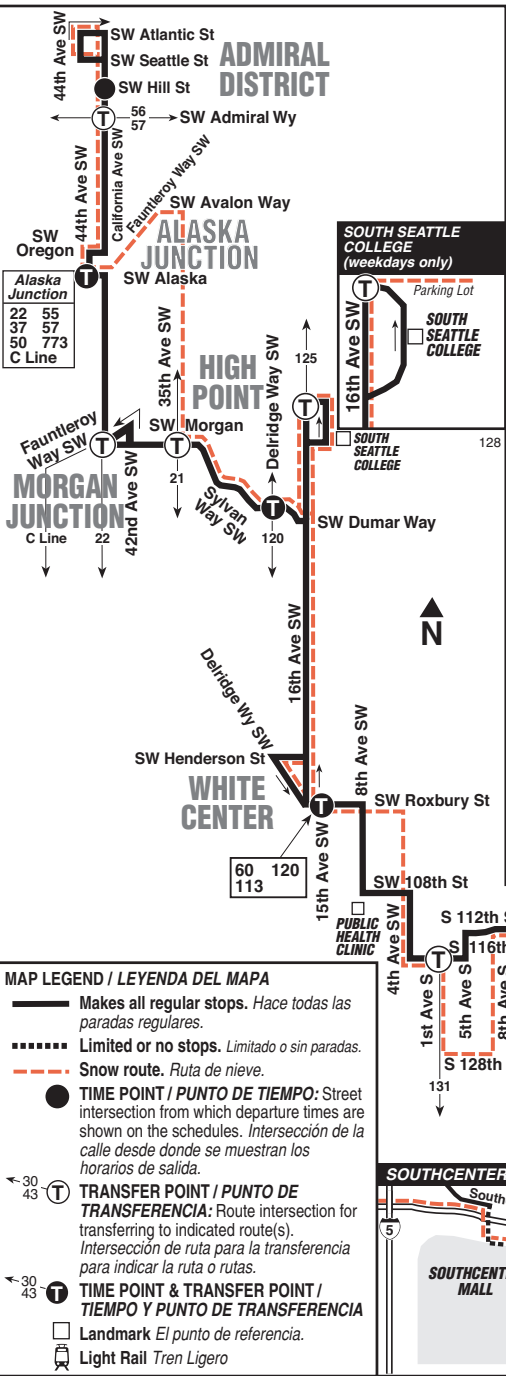 44th Ave SW
SW Atlantic St
SW Seattle St
ADMIRAL
DISTRICT
SW Hill St
56
57
SW Admiral Wy
44th Ave SW
California Ave SW
Fauntleroy Way SW
SW Avalon Way
ALASKA
JUNCTION
SW
Oregon
SW Alaska
Alaska
Junction
22 55
37 57
50 773
C Line
SOUTH SEATTLE
COLLEGE
(weekdays only)
Parking Lot
16th Ave SW
SOUTH
SEATTLE
COLLEGE
128
125
35th Ave SW
HIGH
POINT
Delridge Way SW
SOUTH
SEATTLE
COLLEGE
Fauntleroy
Way SW
SW Morgan
MORGAN
JUNCTION
42nd Ave SW
21
Sylvan
Way SW
120
SW Dumar Way
C Line
22
N
16th Ave SW
Delridge Wy SW
SW Henderson St
WHITE
CENTER
8th Ave SW
SW Roxbury St
60 120
113
15th Ave SW
SW 108th St
PUBLIC
HEALTH
CLINIC
4th Ave SW
S 112th S
S 116th
1st Ave S
5th Ave S
8th Ave S
S 128th
131
MAP LEGEND / LEYENDA DEL MAPA
Makes all regular stops. Hace todas las
paradas regulares.
Limited or no stops. Limitado o sin paradas.
Snow route. Ruta de nieve.
TIME POINT / PUNTO DE TIEMPO: Street
intersection from which departure times are
shown on the schedules. Intersección de la
calle desde donde se muestran los
horarios de salida.
30
43
T
TRANSFER POINT / PUNTO DE
TRANSFERENCIA: Route intersection for
transferring to indicated route(s).
Intersección de ruta para la transferencia
para indicar la ruta o rutas.
30
43
T
TIME POINT & TRANSFER POINT /
TIEMPO Y PUNTO DE TRANSFERENCIA
Landmark El punto de referencia.
Light Rail Tren Ligero
SOUTHCENTER
South
5
SOUTHCENT
MALL